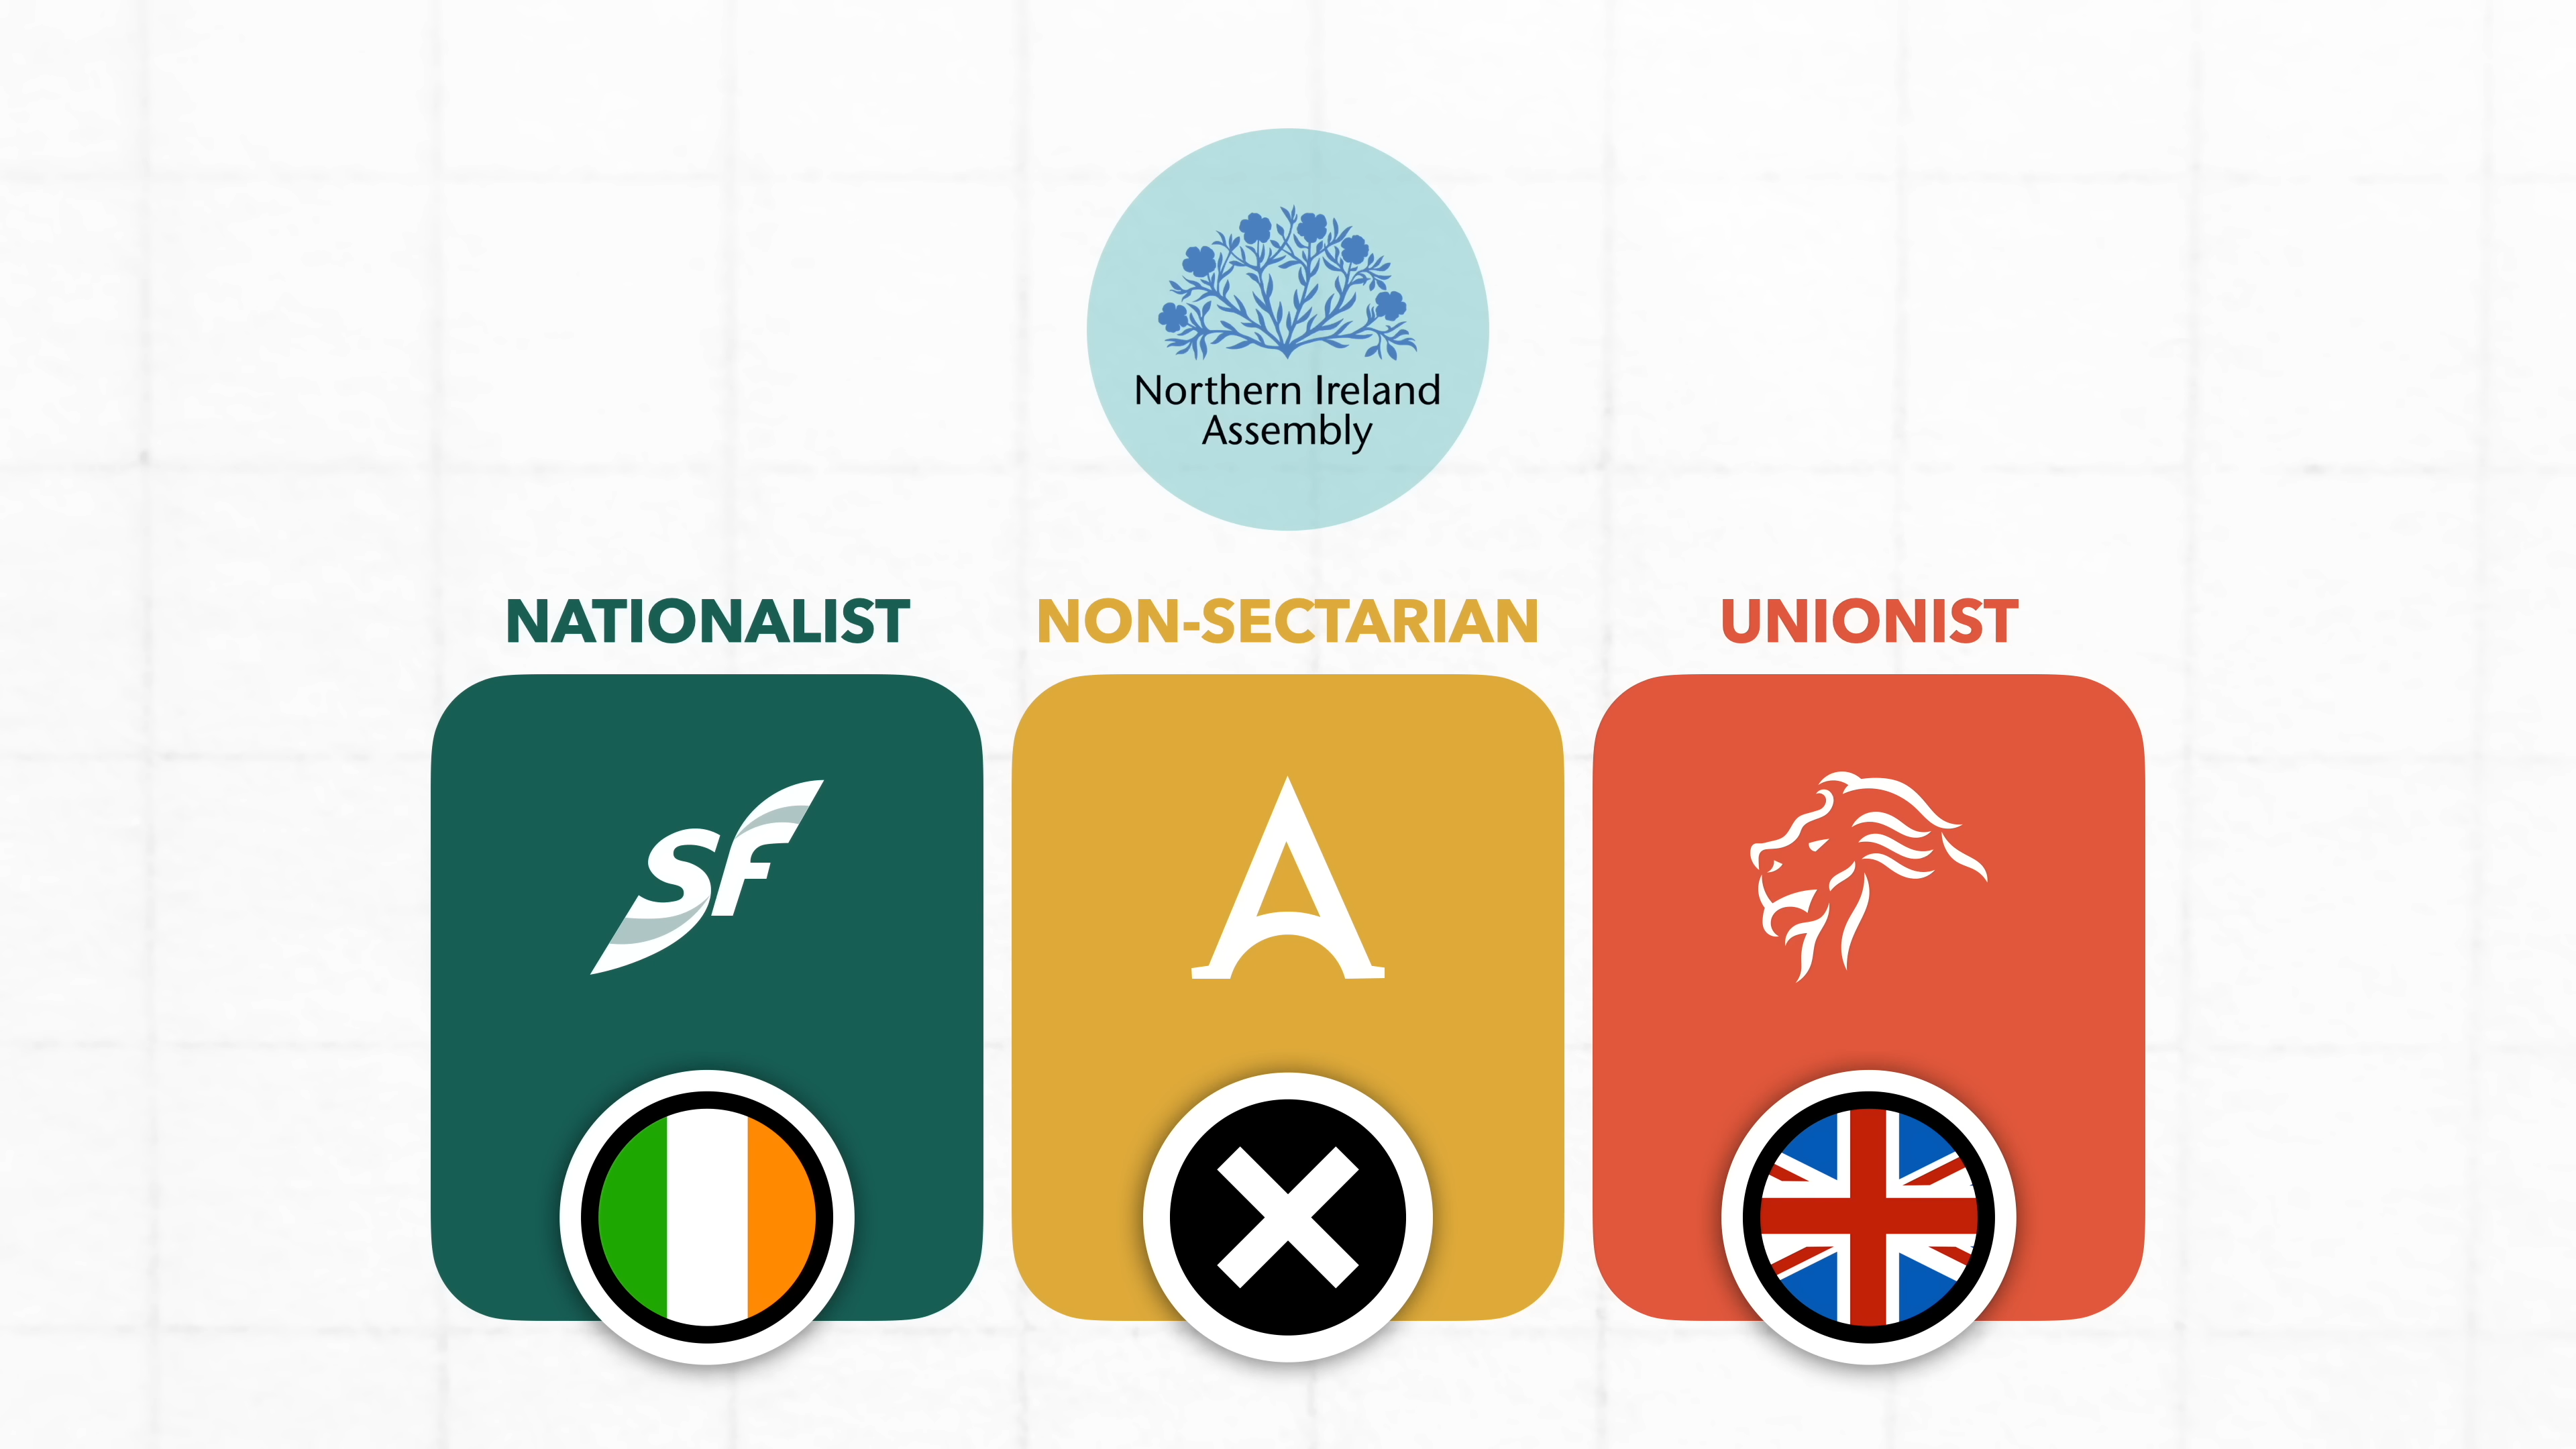 Northern Ireland
Assembly
NATIONALIST
NON-SECTARIAN
UNIONIST
SF
A